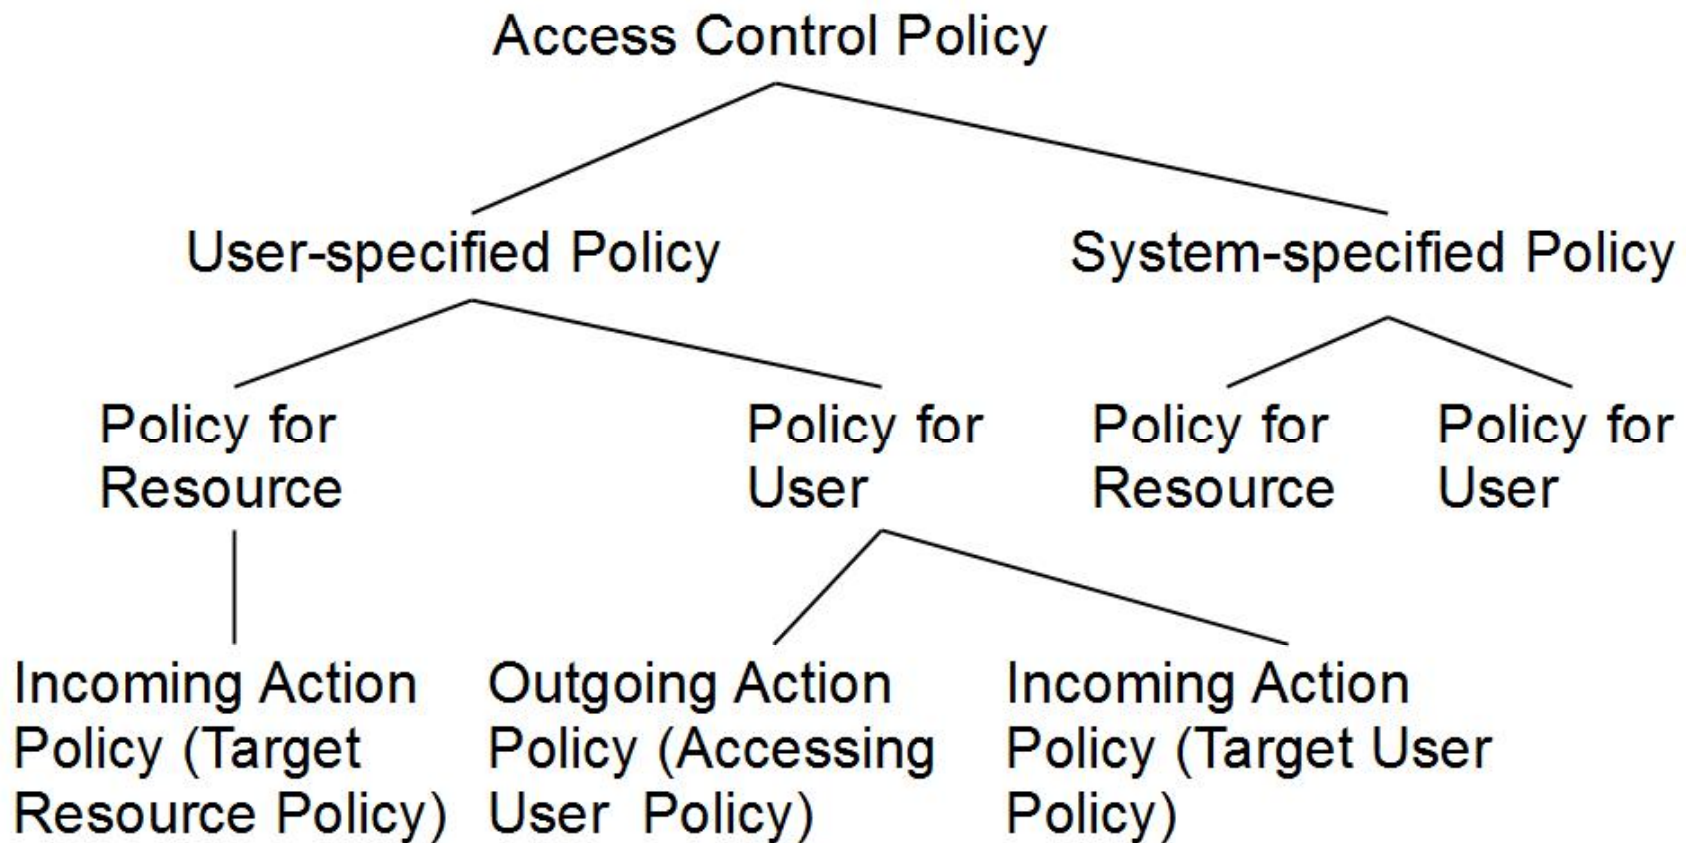 Access Control Policy
User-specified Policy
System-specified Policy
Policy for
Resource
Policy for
User
Policy for
Resource
Policy for
User
Incoming Action
Policy (Target
Resource Policy)
Outgoing Action
Policy (Accessing
User Policy)
Incoming Action
Policy (Target User
Policy)